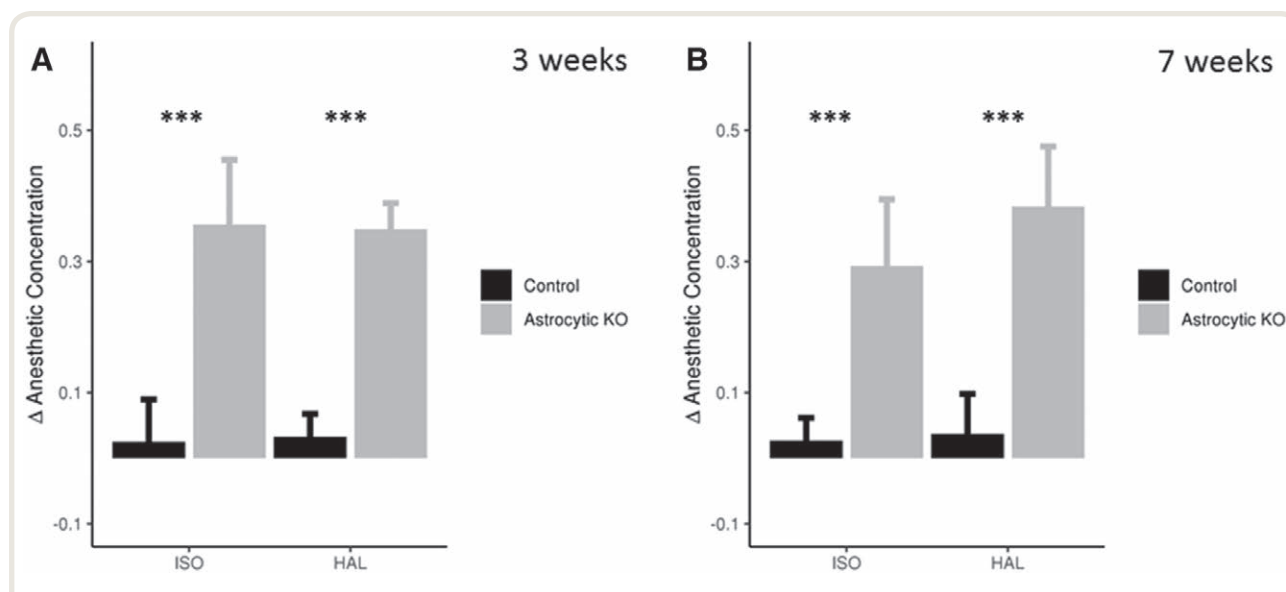 A
3 weeks
*** ***
0.5
0.3
0.1
-0.1
Δ Anesthetic Concentration
ISO HAL
Control
Astrocytic KO
B
7 weeks
*** ***
0.5
0.3
0.1
-0.1
Δ Anesthetic Concentration
ISO HAL
Control
Astrocytic KO